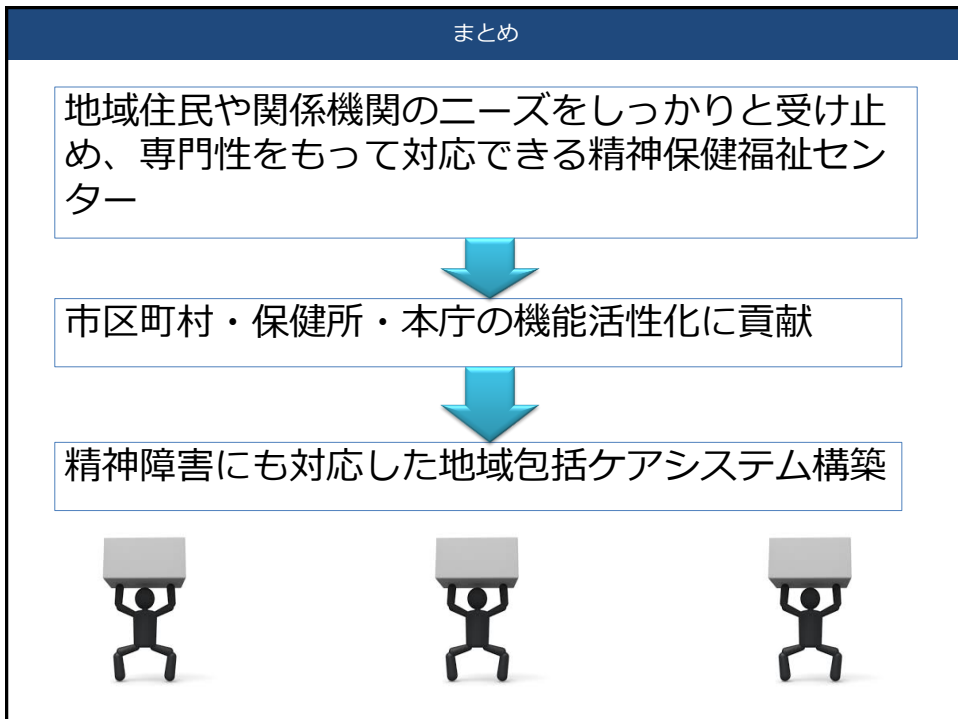 まとめ
地域住民や関係機関のニーズをしっかりと受け止
め、専門性をもって対応できる精神保健福祉セン
ター
市区町村・保健所・本庁の機能活性化に貢献
精神障害にも対応した地域包括ケアシステム構築